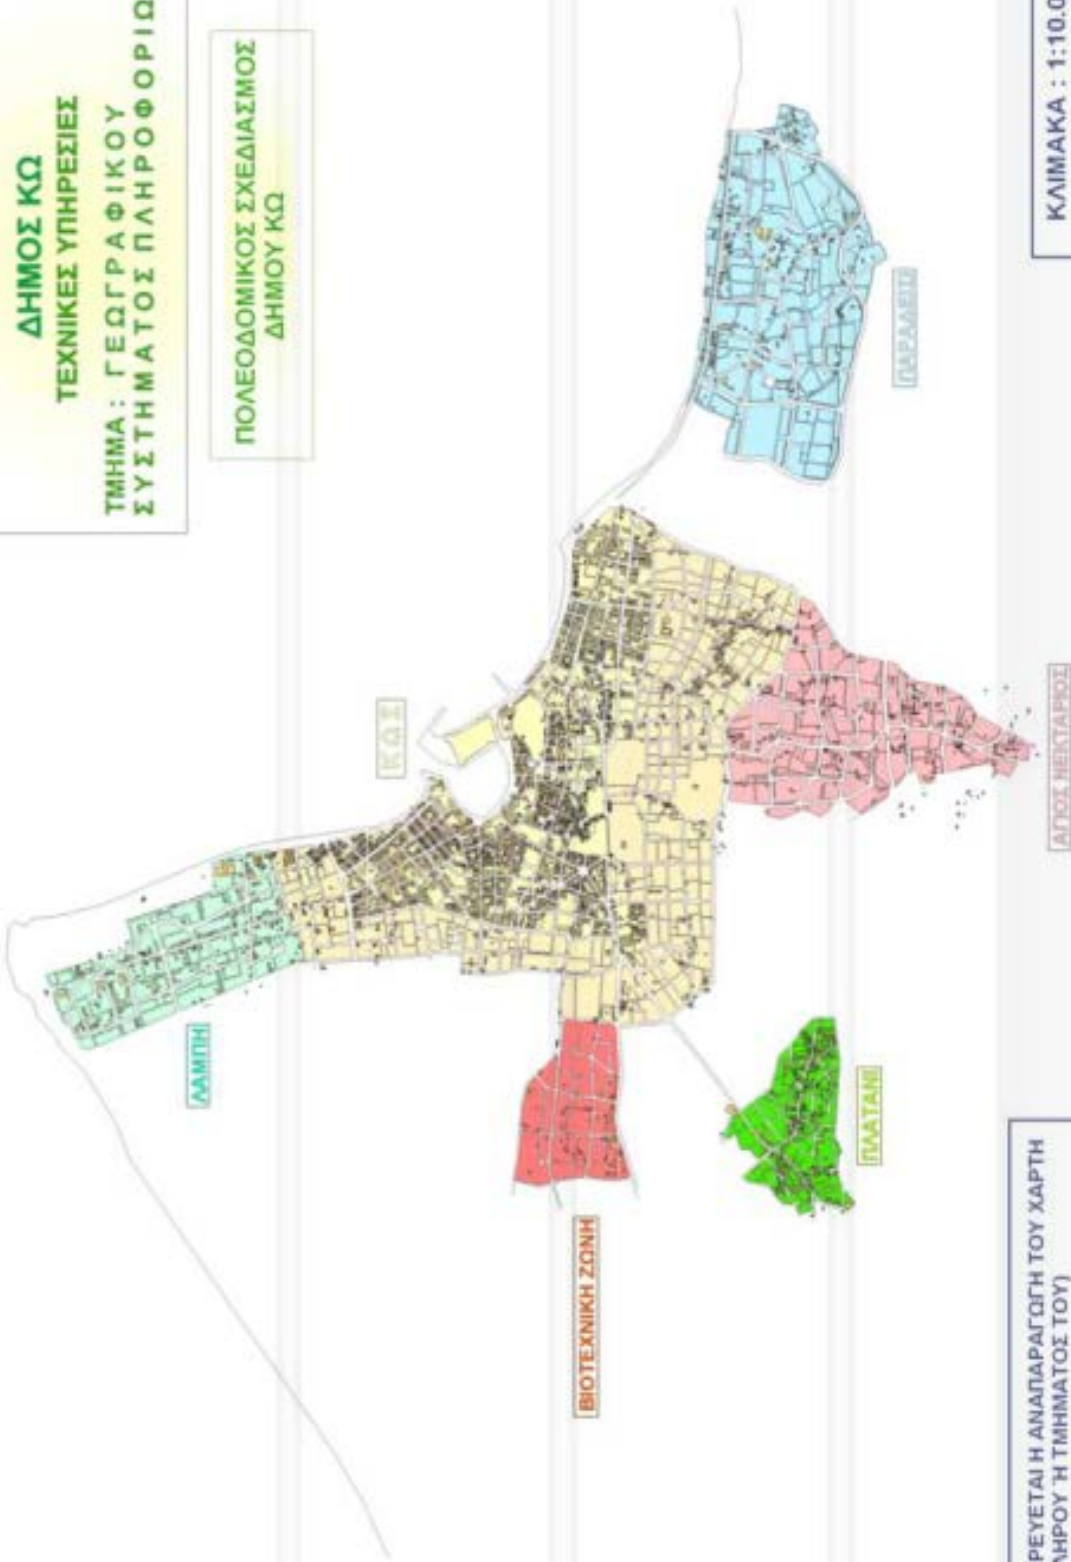 ΔΗΜΟΣ ΚΩ
ΤΕΧΝΙΚΕΣ ΥΠΗΡΕΣΙΕΣ
ΤΜΗΜΑ : ΓΕΩΓΡΑΦΙΚΟΥ
ΣΥΣΤΗΜΑΤΟΣ ΠΛΗΡΟΦΟΡΙΩ
ΠΟΛΕΟΔΟΜΙΚΟΣ ΣΧΕΔΙΑΣΜΟΣ
ΔΗΜΟΥ ΚΩ
ΛΑΜΠΗ
ΚΩΣ
ΠΑΡΑΔΕΙΣΙ
ΒΙΟΤΕΧΝΙΚΗ ΖΩΝΗ
ΠΛΑΤΑΝΙ
ΑΓΙΟΣ ΝΕΚΤΑΡΙΟΣ
ΚΛΙΜΑΚΑ : 1:10.0
ΡΕΥΕΤΑΙ Η ΑΝΑΠΑΡΑΓΩΓΗ ΤΟΥ ΧΑΡΤΗ
ΛΗΡΟΥ Ή ΤΜΗΜΑΤΟΣ ΤΟΥ)